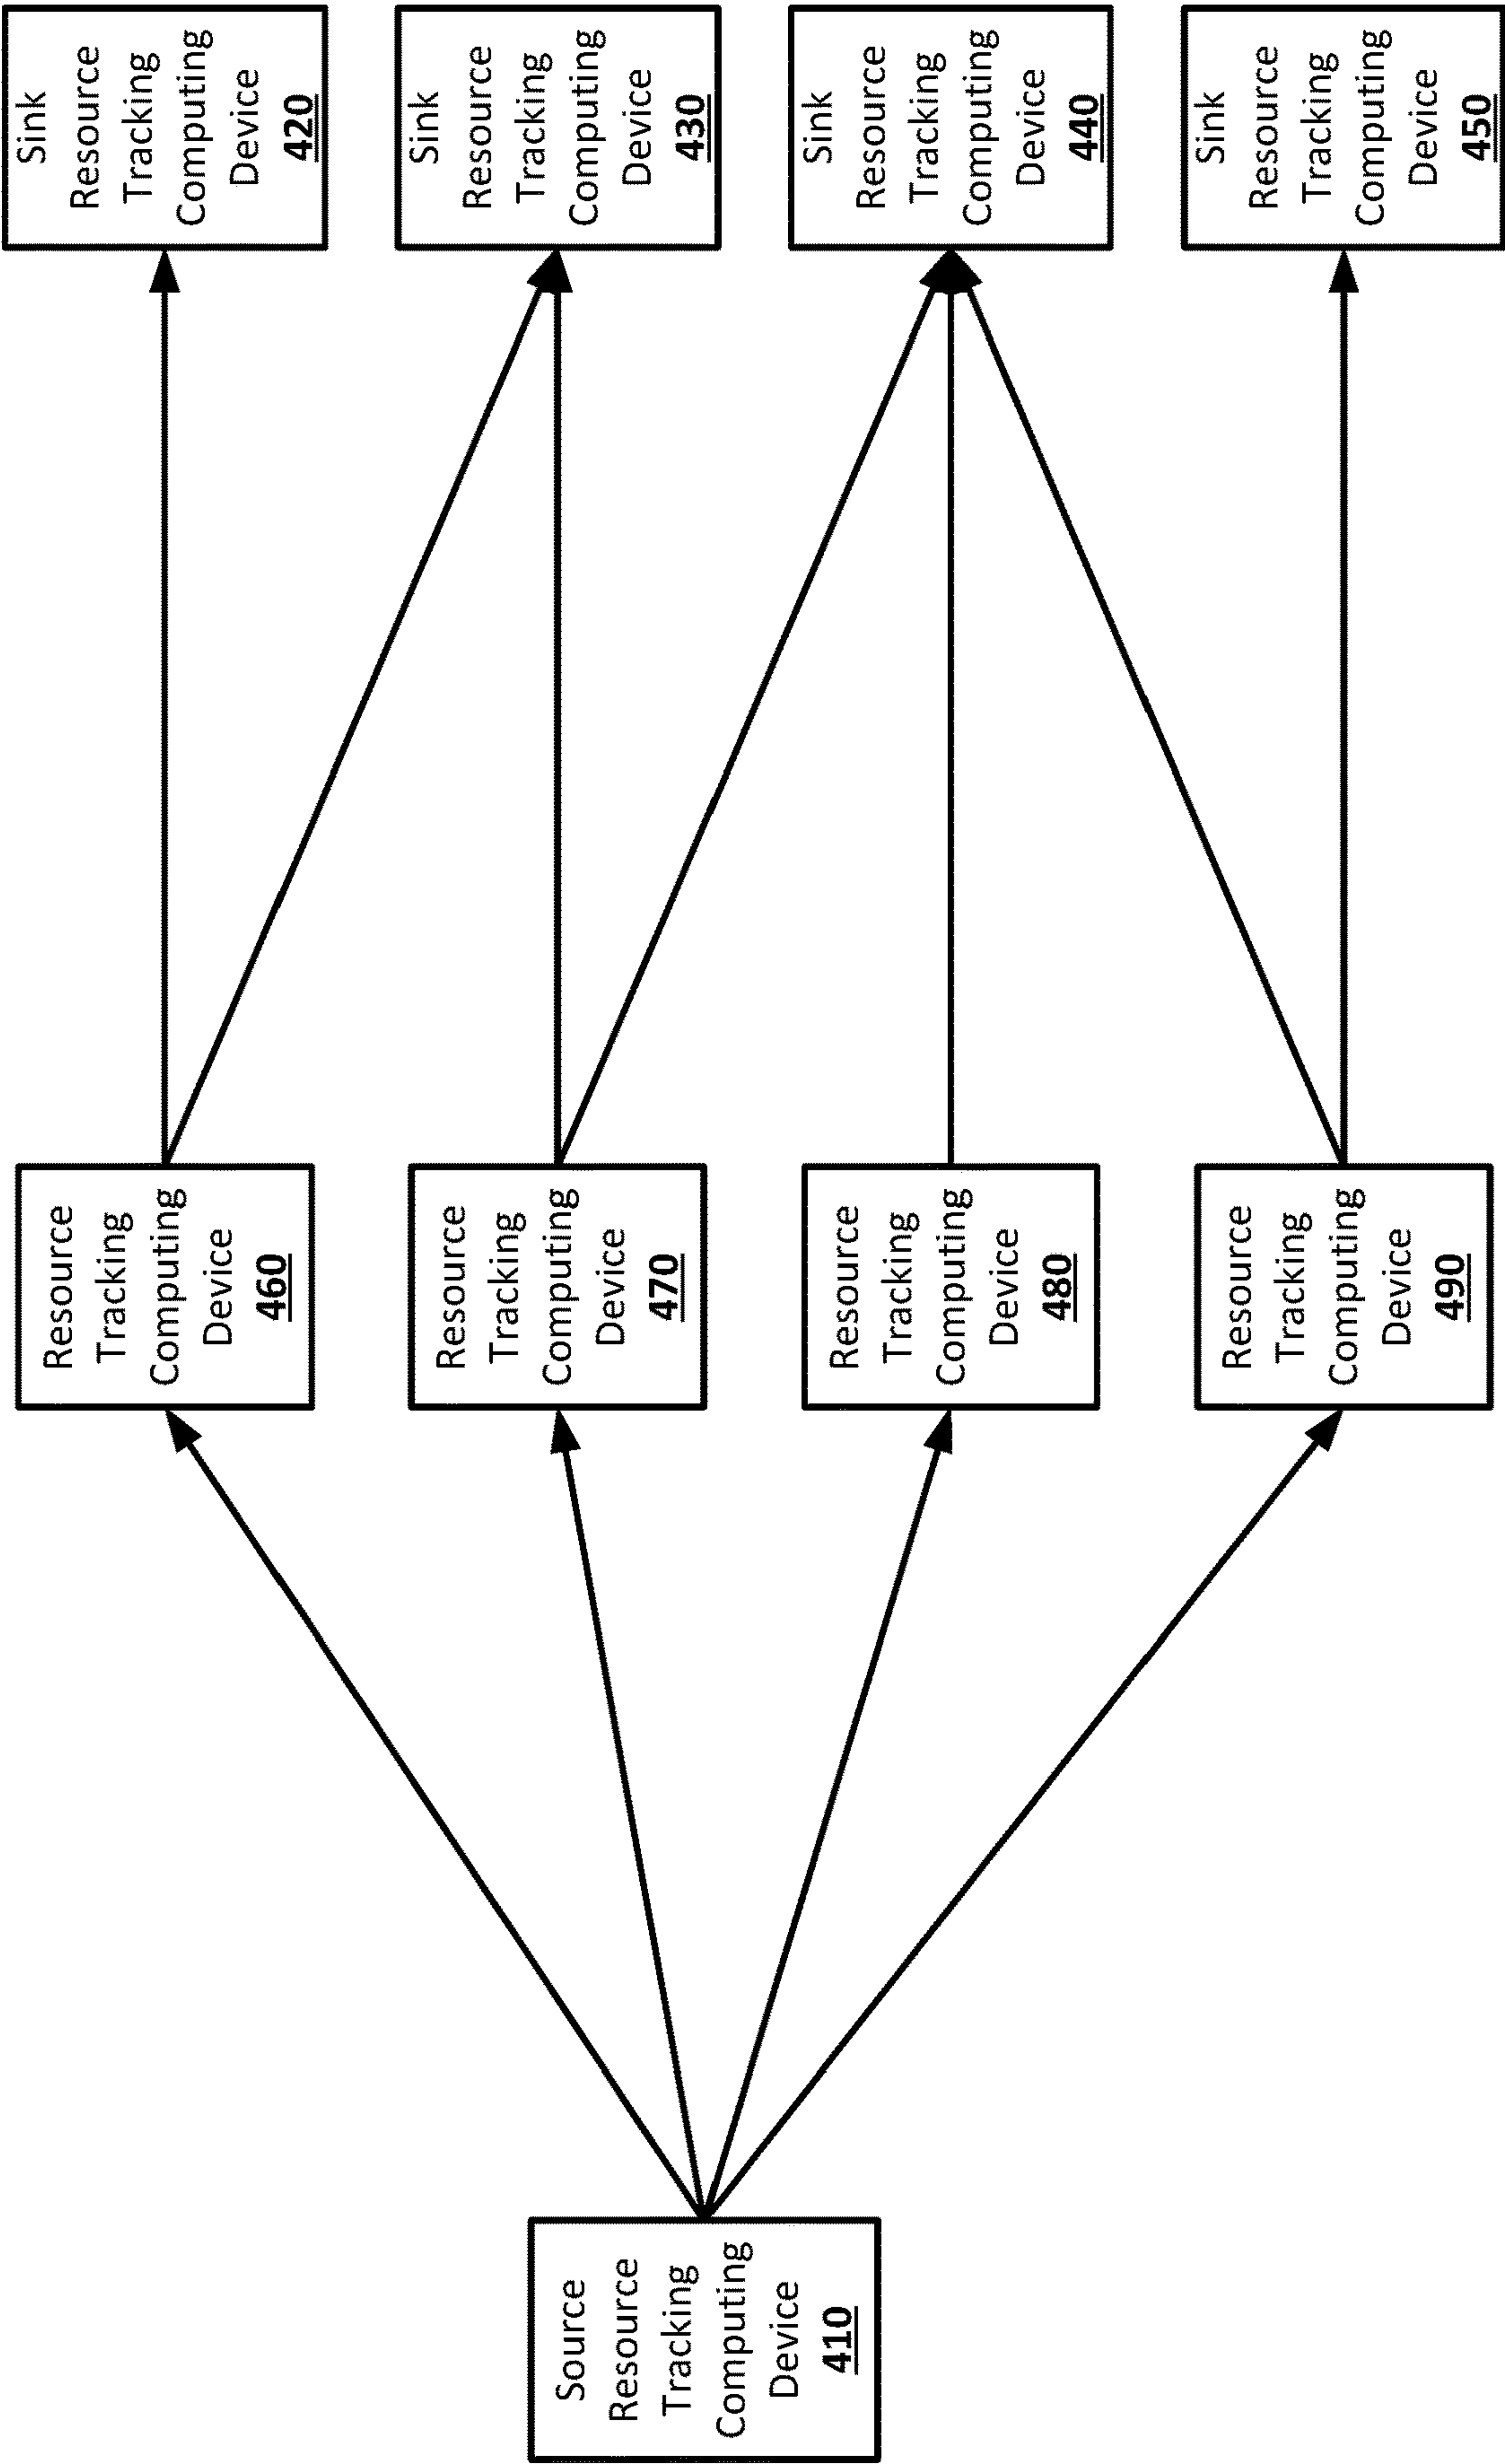 Source
Resource
Tracking
Computing
Device
410
Resource
Tracking
Computing
Device
460
Resource
Tracking
Computing
Device
470
Resource
Tracking
Computing
Device
480
Resource
Tracking
Computing
Device
490
Sink
Resource
Tracking
Computing
Device
420
Sink
Resource
Tracking
Computing
Device
430
Sink
Resource
Tracking
Computing
Device
440
Sink
Resource
Tracking
Computing
Device
450